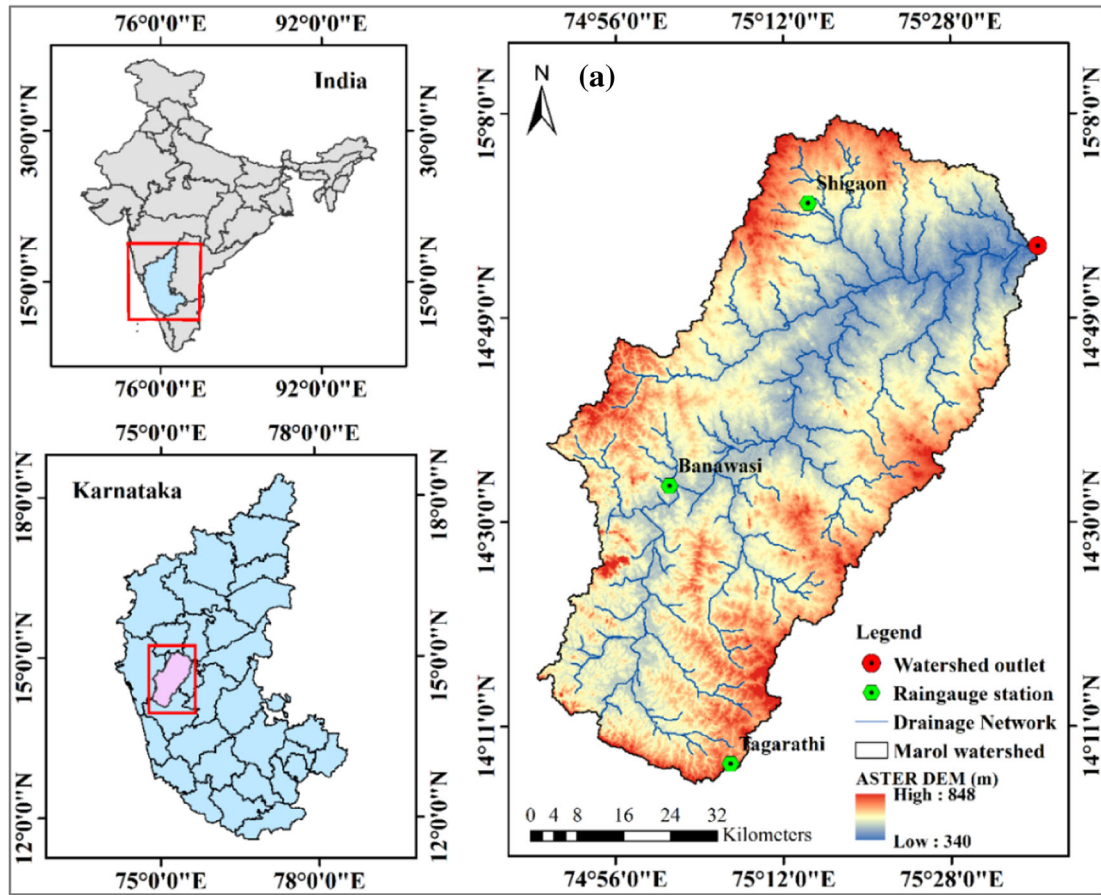 76°0'0"E 92°0'0"E
India
30°0'0"N
30°0'0"N
15°0'0"N
15°0'0"N
76°0'0"E 92°0'0"E
75°0'0"E 78°0'0"E
Karnataka
18°0'0"N
18°0'0"N
15°0'0"N
15°0'0"N
12°0'0"N
12°0'0"N
75°0'0"E 78°0'0"E
74°56'0"E 75°12'0"E 75°28'0"E
N
(a)
15°8'0"N
15°8'0"N
Shigaon
14°49'0"N
14°49'0"N
Banawasi
14°30'0"N
14°30'0"N
Tagarathi
14°11'0"N
14°11'0"N
Legend
Watershed outlet
Raingauge station
Drainage Network
Marol watershed
ASTER DEM (m)
High : 848
Low : 340
0 4 8 16 24 32
Kilometers
74°56'0"E 75°12'0"E 75°28'0"E